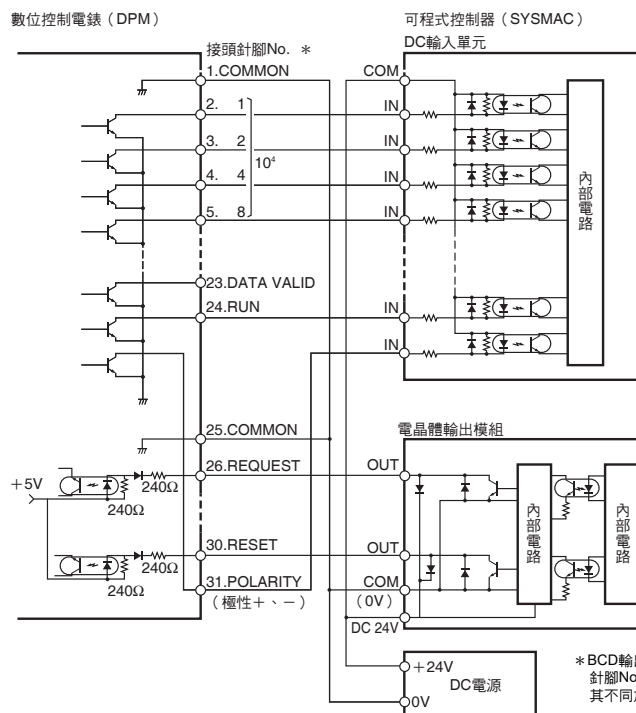 數位控制電錶（DPM）
可程式控制器（SYSMAC）
DC輸入單元
接頭針腳No. ＊
1.COMMON
COM
2. 1
IN
3. 2
IN
10⁴
4. 4
IN
5. 8
IN
內部電路
23.DATA VALID
24.RUN
IN
IN
25.COMMON
電晶體輸出模組
26.REQUEST
OUT
+5V
240Ω
240Ω
內部電路
內部電路
30.RESET
OUT
240Ω
240Ω
31.POLARITY
（極性＋、－）
COM
（0V）
DC 24V
+24V
DC電源
0V
＊BCD輸
針腳No
其不同